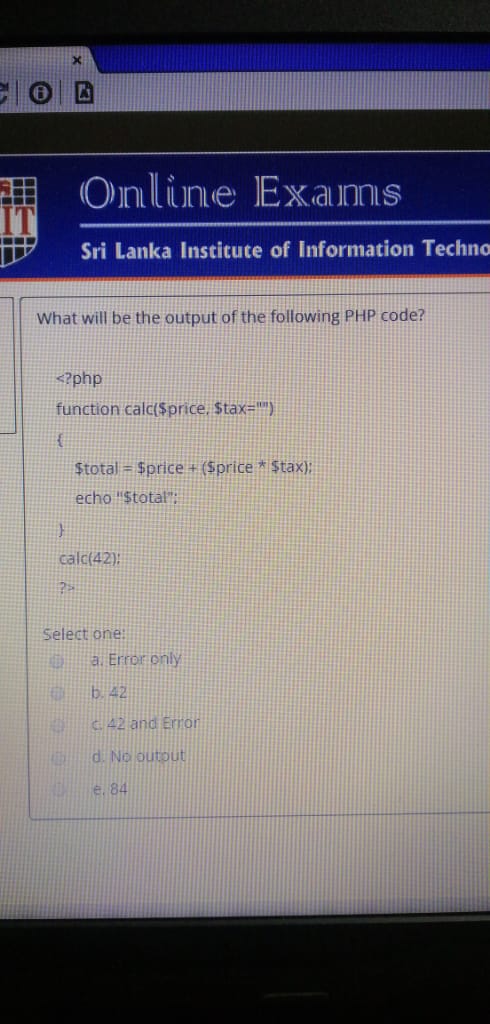 x
IT
Online Exams
Sri Lanka Institute of Information Techno
What will be the output of the following PHP code?
<?php
function calc($price, $tax="")
{
$total = $price + ($price * $tax);
echo "$total";
}
calc(42);
?>
Select one:
a. Error only
b. 42
c. 42 and Error
d. No output
e. 84